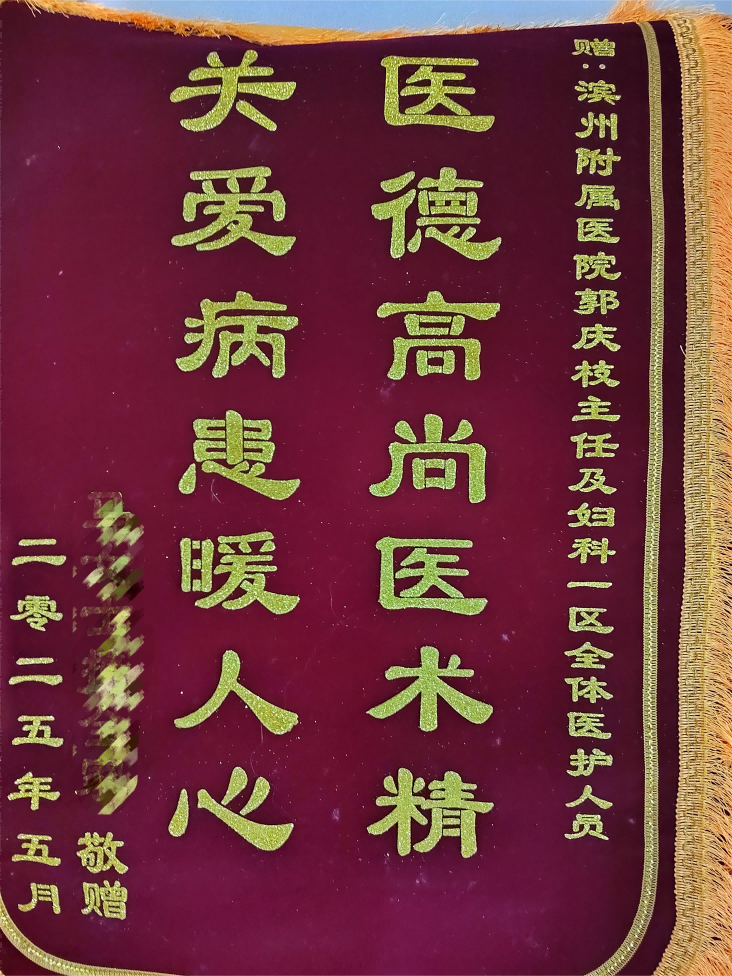 赠:滨州附属医院郭庆枝主任及妇科一区全体医护人员
医德高尚医术精
关爱病患暖人心
敬赠
二零二五年五月